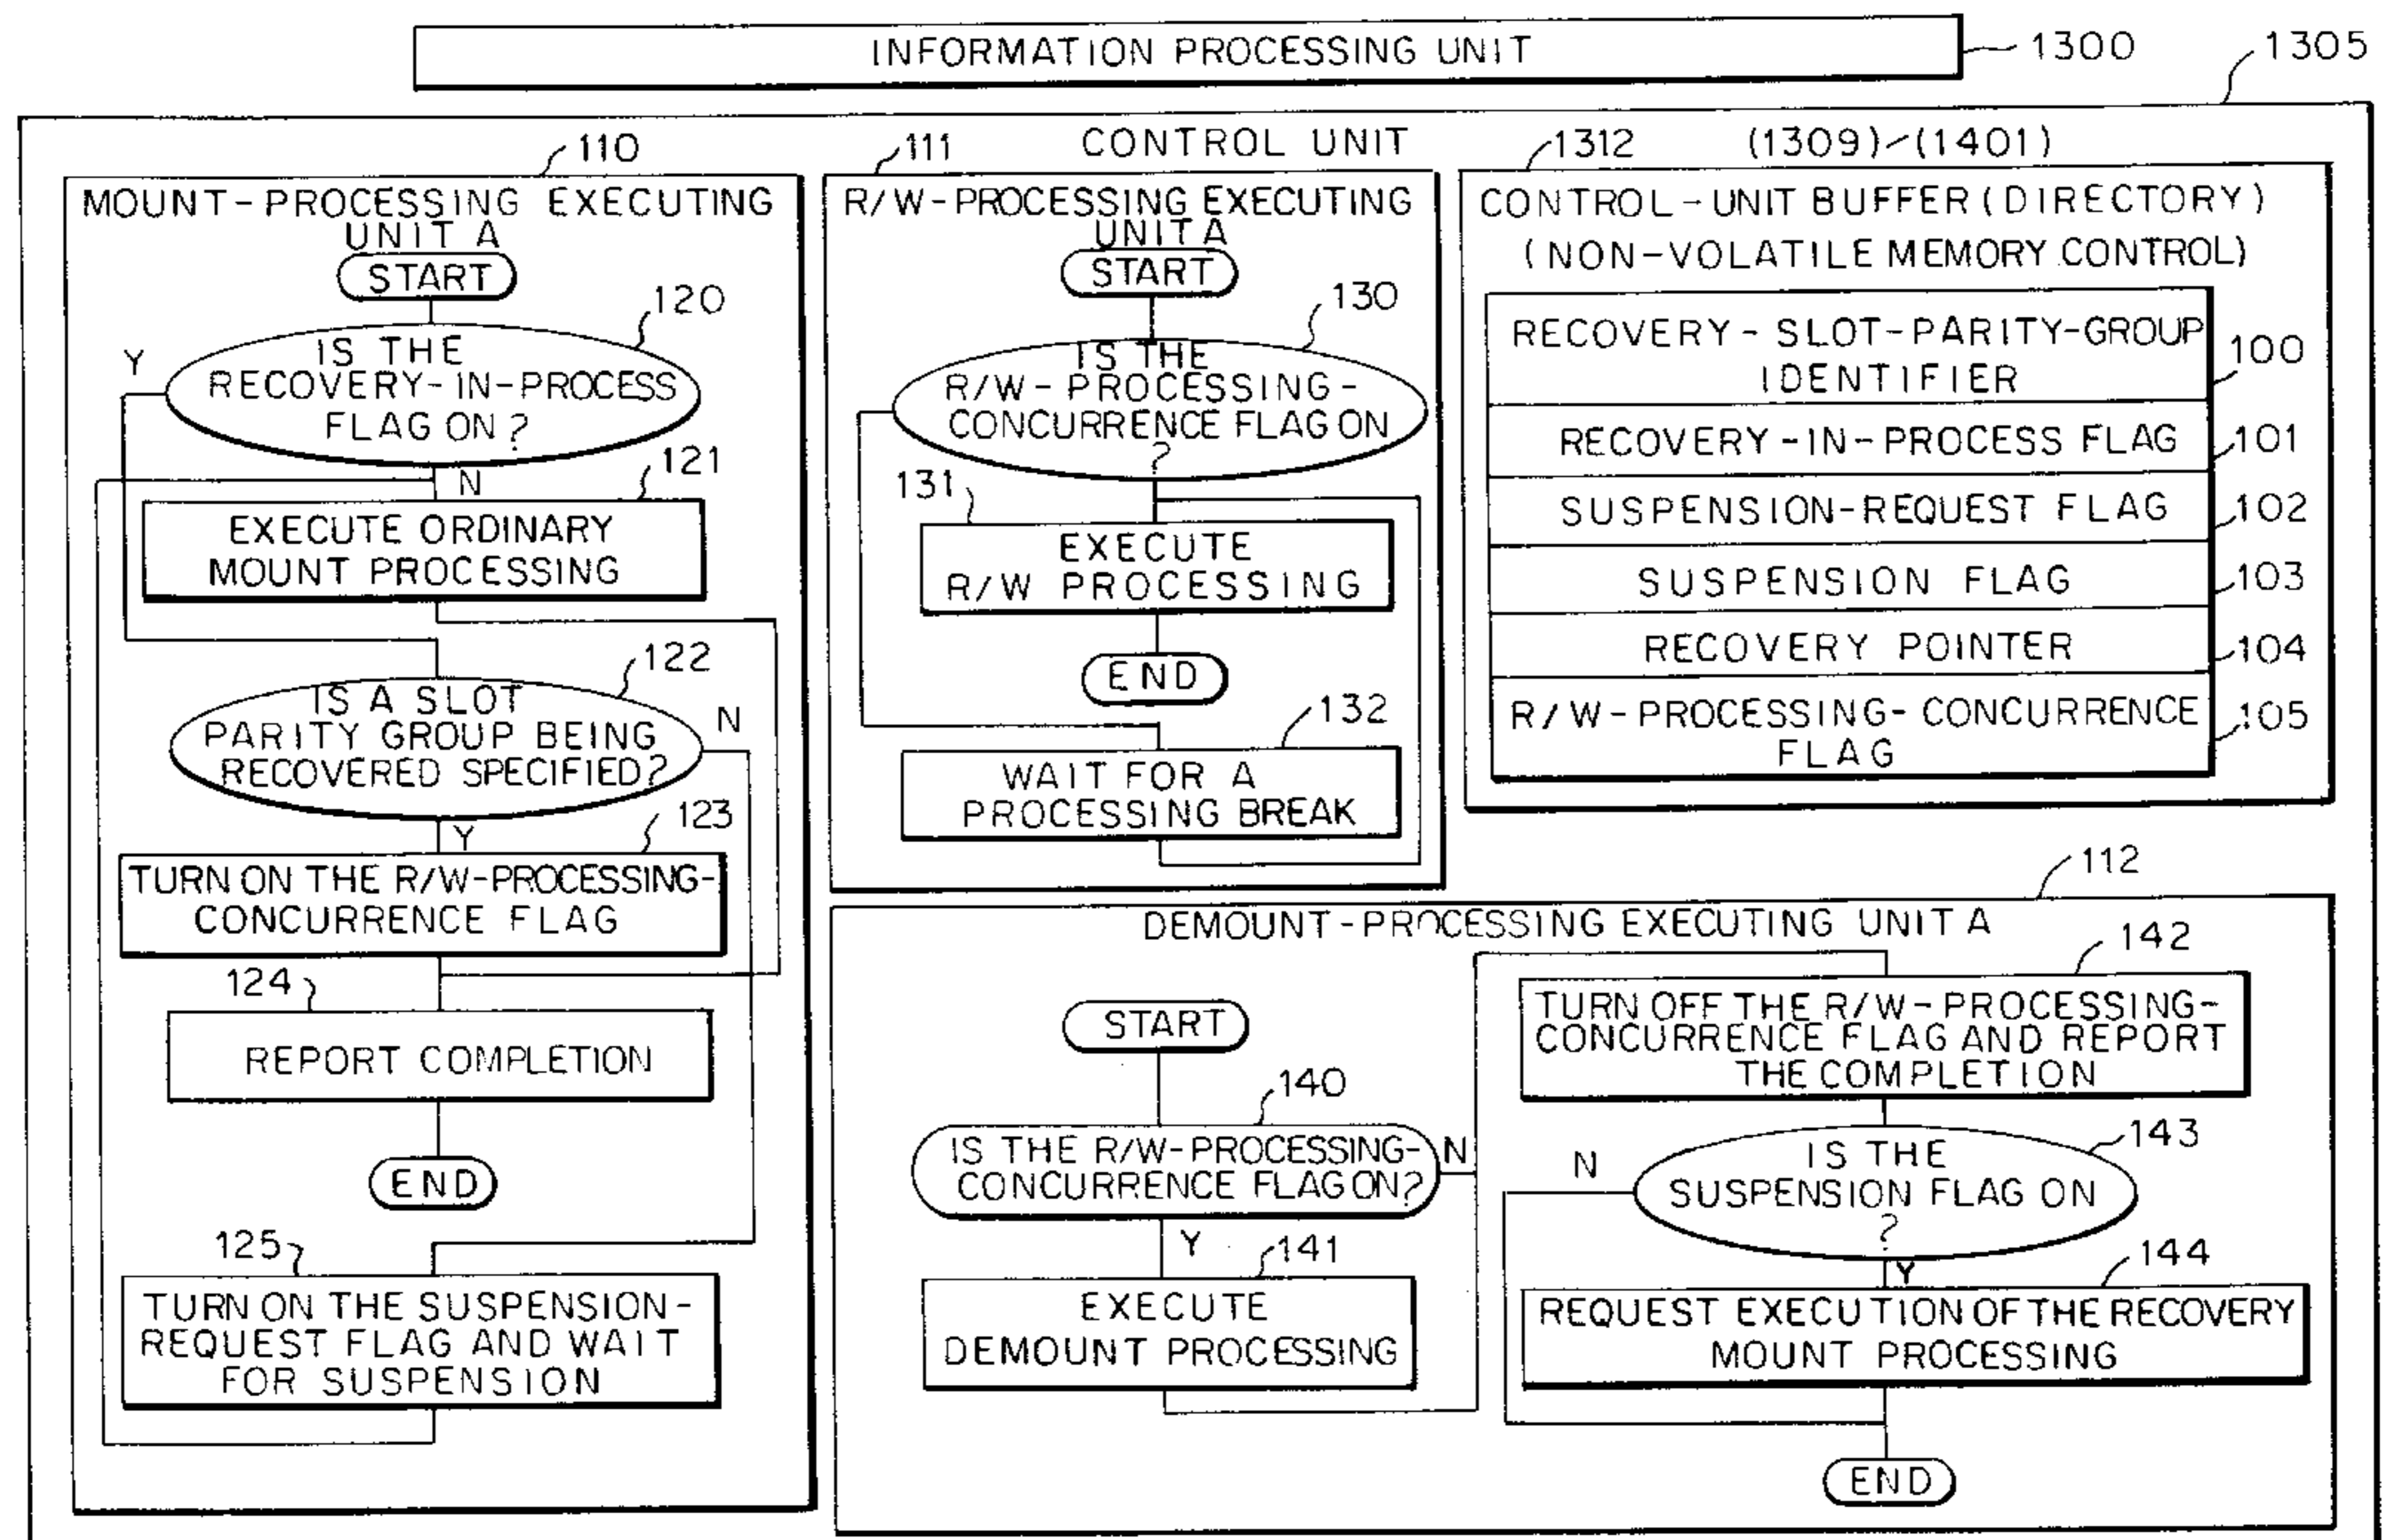 INFORMATION PROCESSING UNIT
1300
1305
CONTROL UNIT
110
MOUNT-PROCESSING EXECUTING
UNIT A
START
120
IS THE
RECOVERY-IN-PROCESS
FLAG ON?
Y
N
121
EXECUTE ORDINARY
MOUNT PROCESSING
122
IS A SLOT
PARITY GROUP BEING
RECOVERED SPECIFIED?
N
Y
123
TURN ON THE R/W-PROCESSING-
CONCURRENCE FLAG
124
REPORT COMPLETION
END
125
TURN ON THE SUSPENSION-
REQUEST FLAG AND WAIT
FOR SUSPENSION
111
R/W-PROCESSING EXECUTING
UNIT A
START
130
IS THE
R/W-PROCESSING-
CONCURRENCE FLAG ON
?
131
EXECUTE
R/W PROCESSING
END
132
WAIT FOR A
PROCESSING BREAK
1312
(1309)/(1401)
CONTROL-UNIT BUFFER (DIRECTORY)
(NON-VOLATILE MEMORY CONTROL)
RECOVERY-SLOT-PARITY-GROUP
IDENTIFIER
100
RECOVERY-IN-PROCESS FLAG
101
SUSPENSION-REQUEST FLAG
102
SUSPENSION FLAG
103
RECOVERY POINTER
104
R/W-PROCESSING-CONCURRENCE
FLAG
105
112
DEMOUNT-PROCESSING EXECUTING UNIT A
START
140
IS THE R/W-PROCESSING-
CONCURRENCE FLAG ON?
N
Y
141
EXECUTE
DEMOUNT PROCESSING
142
TURN OFF THE R/W-PROCESSING-
CONCURRENCE FLAG AND REPORT
THE COMPLETION
143
IS THE
SUSPENSION FLAG ON
?
N
Y
144
REQUEST EXECUTION OF THE RECOVERY
MOUNT PROCESSING
END